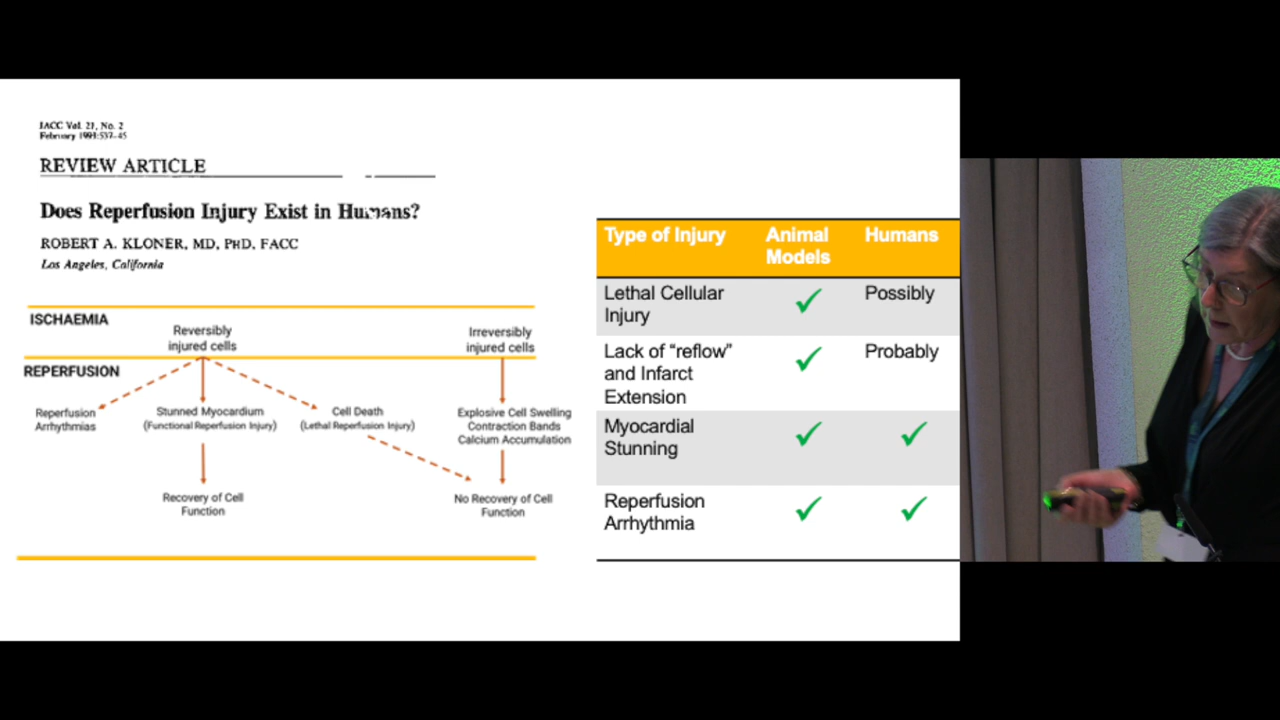 JACC Vol. 21, No. 2
February 1993:537-45
REVIEW ARTICLE
Does Reperfusion Injury Exist in Humans?
ROBERT A. KLONER, MD, PHD, FACC
Los Angeles, California
ISCHAEMIA
Reversibly
injured cells
Irreversibly
injured cells
REPERFUSION
Reperfusion
Arrhythmias
Stunned Myocardium
(Functional Reperfusion Injury)
Cell Death
(Lethal Reperfusion Injury)
Explosive Cell Swelling
Contraction Bands
Calcium Accumulation
Recovery of Cell
Function
No Recovery of Cell
Function
Type of Injury
Animal
Models
Humans
Lethal Cellular
Injury
✓
Possibly
Lack of “reflow”
and Infarct
Extension
✓
Probably
Myocardial
Stunning
✓ ✓
Reperfusion
Arrhythmia
✓ ✓